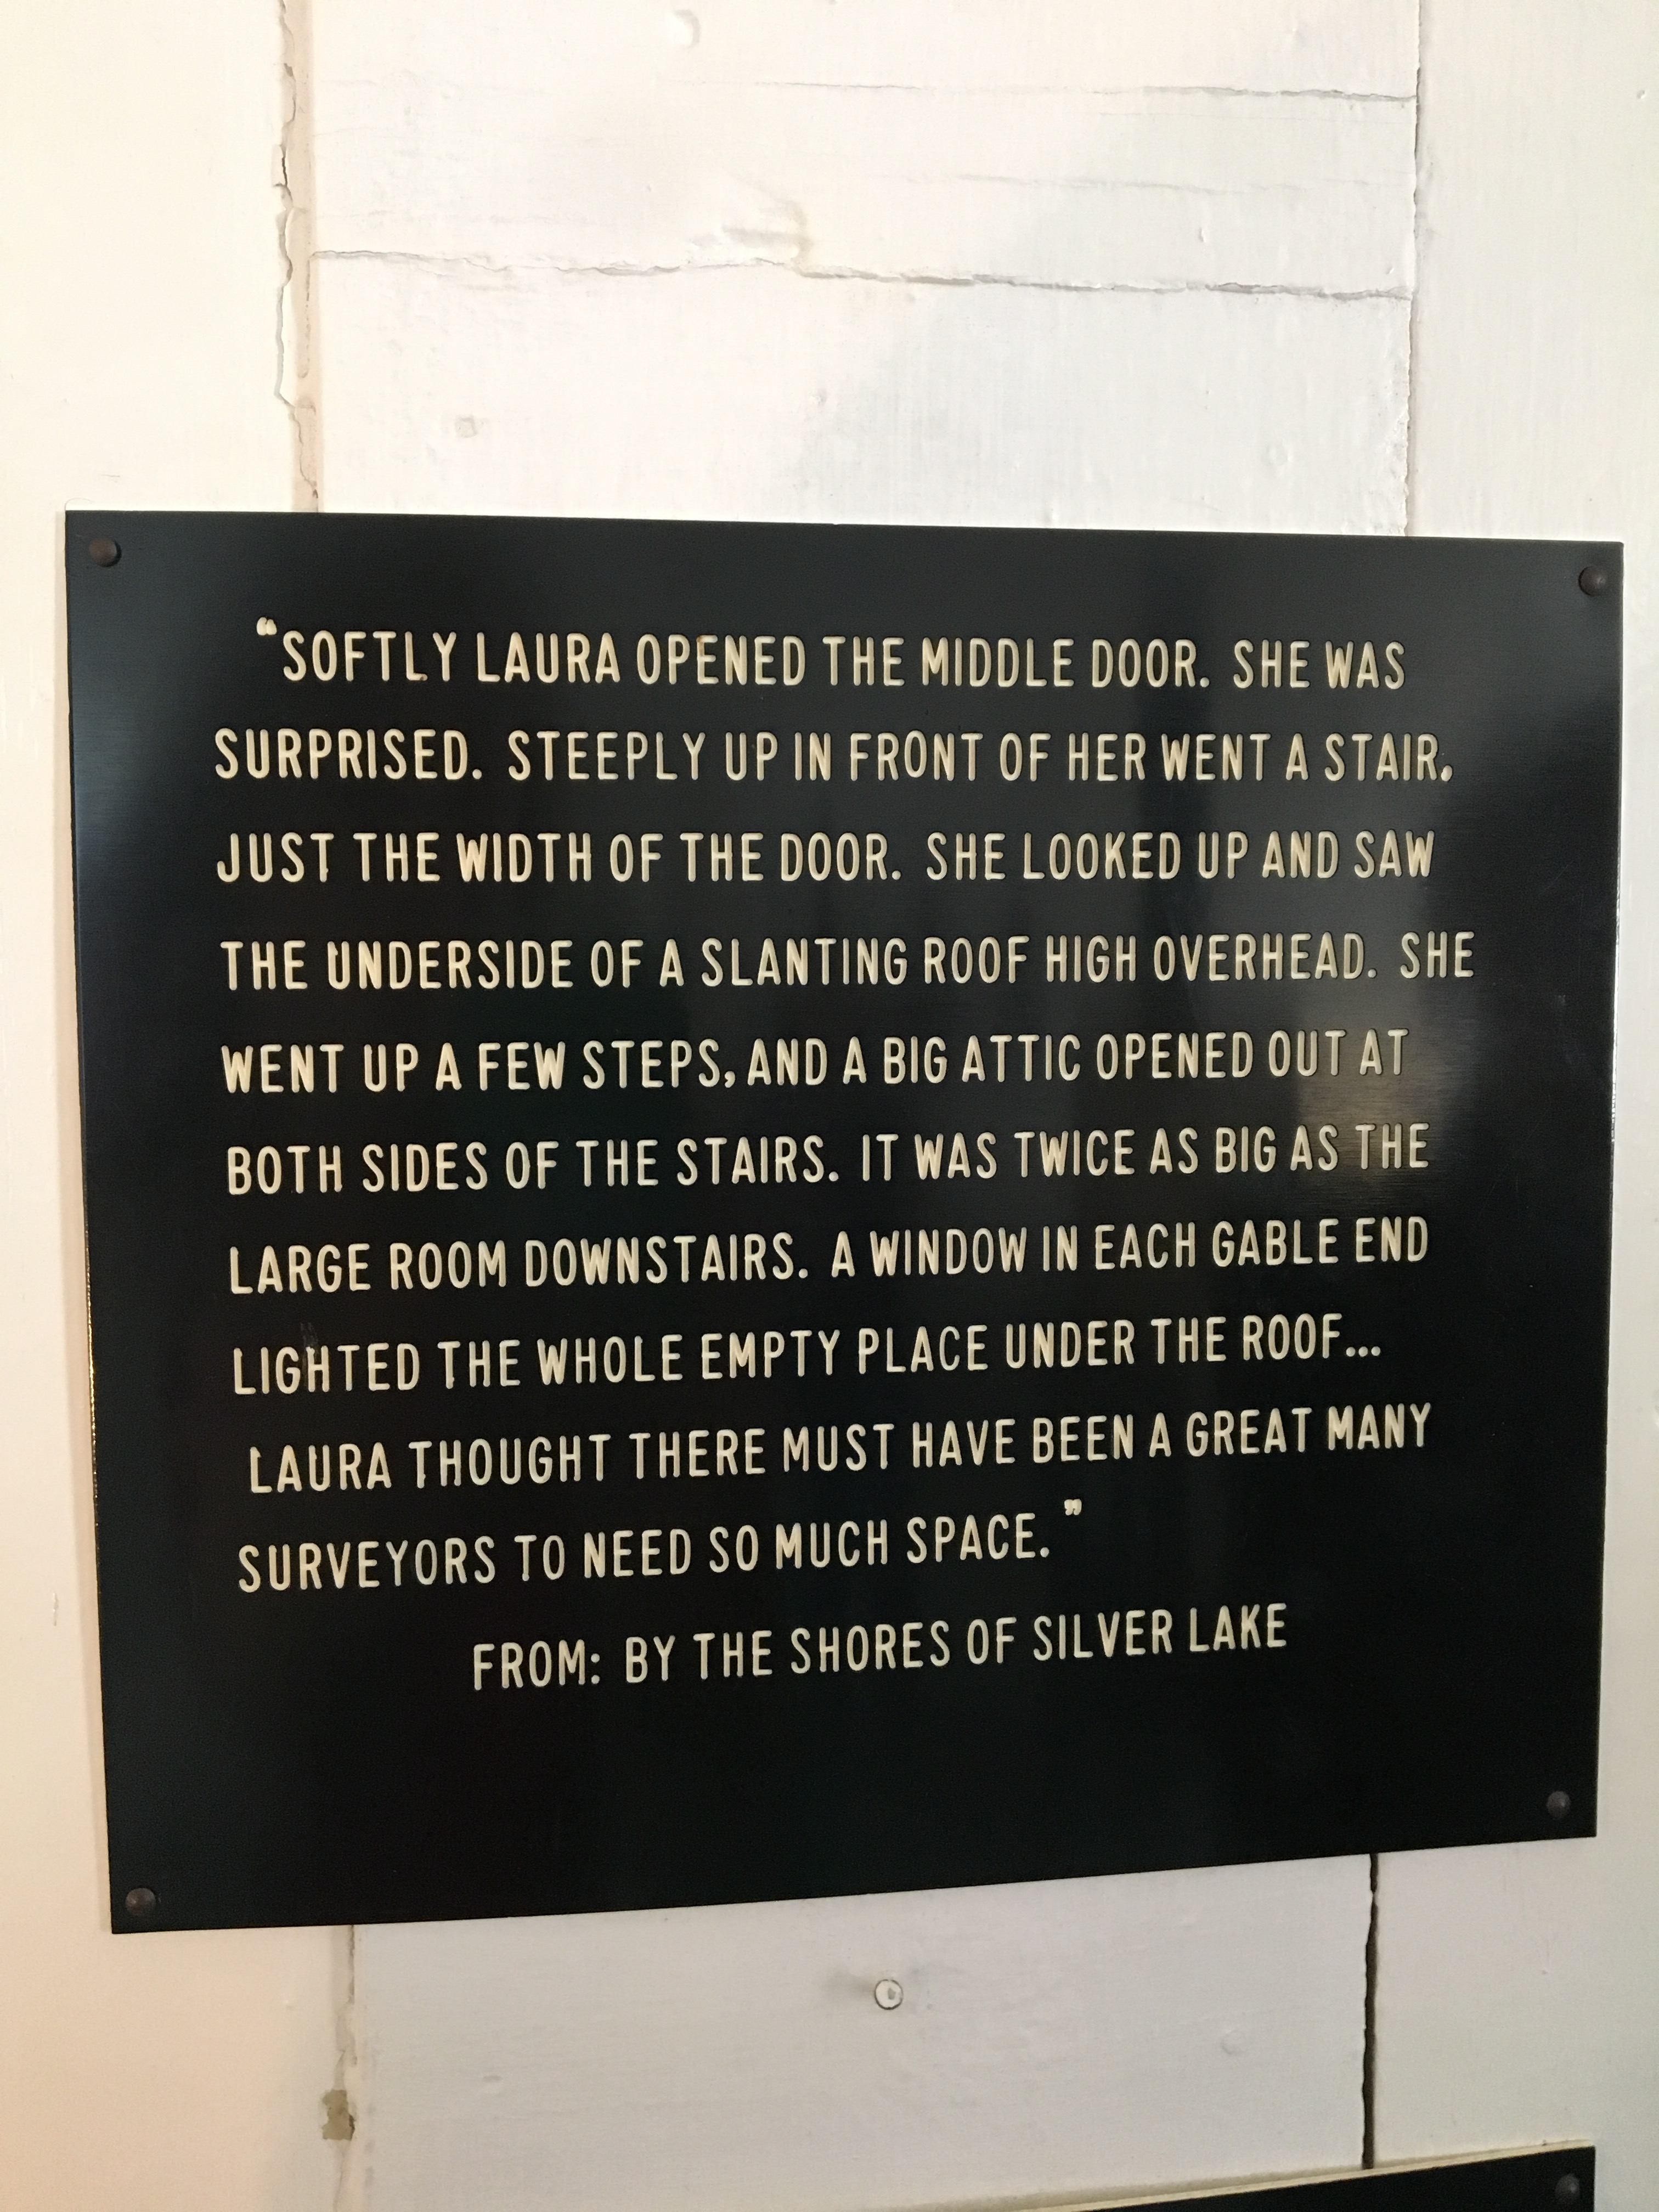 “SOFTLY LAURA OPENED THE MIDDLE DOOR. SHE WAS
SURPRISED. STEEPLY UP IN FRONT OF HER WENT A STAIR,
JUST THE WIDTH OF THE DOOR. SHE LOOKED UP AND SAW
THE UNDERSIDE OF A SLANTING ROOF HIGH OVERHEAD. SHE
WENT UP A FEW STEPS, AND A BIG ATTIC OPENED OUT AT
BOTH SIDES OF THE STAIRS. IT WAS TWICE AS BIG AS THE
LARGE ROOM DOWNSTAIRS. A WINDOW IN EACH GABLE END
LIGHTED THE WHOLE EMPTY PLACE UNDER THE ROOF...
LAURA THOUGHT THERE MUST HAVE BEEN A GREAT MANY
SURVEYORS TO NEED SO MUCH SPACE.”
FROM: BY THE SHORES OF SILVER LAKE